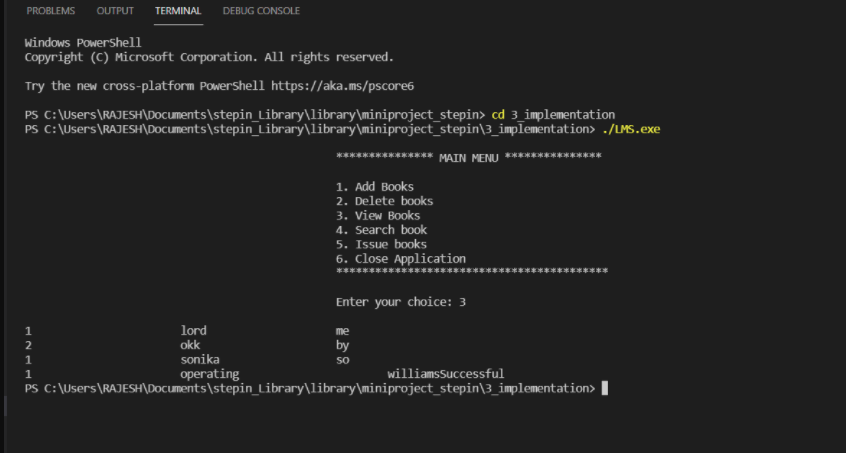 PROBLEMS OUTPUT TERMINAL DEBUG CONSOLE
Windows PowerShell
Copyright (C) Microsoft Corporation. All rights reserved.
Try the new cross-platform PowerShell https://aka.ms/pscore6
PS C:\Users\RAJESH\Documents\stepin_Library\library\miniproject_stepin> cd 3_implementation
PS C:\Users\RAJESH\Documents\stepin_Library\library\miniproject_stepin\3_implementation> ./LMS.exe
*************** MAIN MENU ***************
1. Add Books
2. Delete books
3. View Books
4. Search book
5. Issue books
6. Close Application
******************************************
Enter your choice: 3
1 lord me
2 okk by
1 sonika so
1 operating williamsSuccessful
PS C:\Users\RAJESH\Documents\stepin_Library\library\miniproject_stepin\3_implementation>